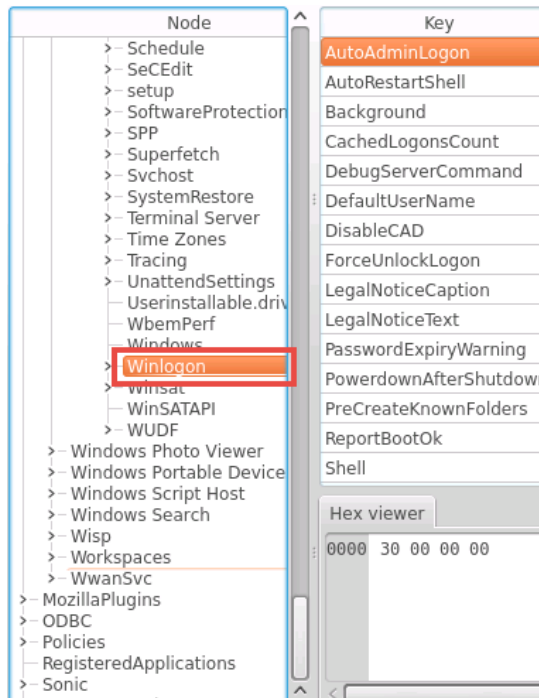 Node
Schedule
SeCEdit
setup
SoftwareProtection
SPP
Superfetch
Svchost
SystemRestore
Terminal Server
Time Zones
Tracing
UnattendSettings
Userinstallable.driv
WbemPerf
Windows
Winlogon
Winsat
WinSATAPI
WUDF
Windows Photo Viewer
Windows Portable Device
Windows Script Host
Windows Search
Wisp
Workspaces
WwanSvc
MozillaPlugins
ODBC
Policies
RegisteredApplications
Sonic
Key
AutoAdminLogon
AutoRestartShell
Background
CachedLogonsCount
DebugServerCommand
DefaultUserName
DisableCAD
ForceUnlockLogon
LegalNoticeCaption
LegalNoticeText
PasswordExpiryWarning
PowerdownAfterShutdow
PreCreateKnownFolders
ReportBootOk
Shell
Hex viewer
0000 30 00 00 00